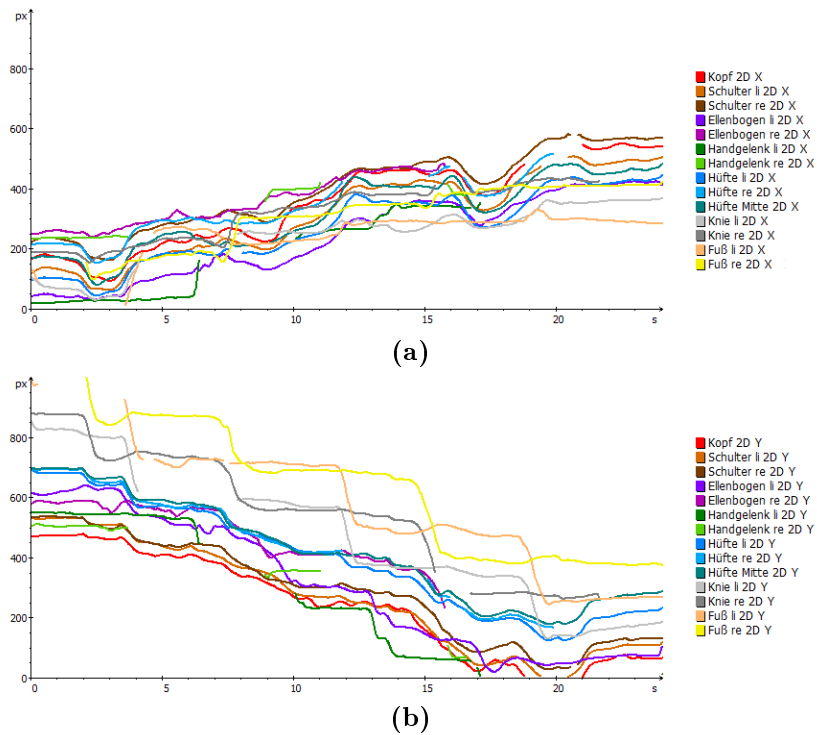 px
800
600
400
200
0
0
5
10
15
20
s
Kopf 2D X
Schulter li 2D X
Schulter re 2D X
Ellenbogen li 2D X
Ellenbogen re 2D X
Handgelenk li 2D X
Handgelenk re 2D X
Hüfte li 2D X
Hüfte re 2D X
Hüfte Mitte 2D X
Knie li 2D X
Knie re 2D X
Fuß li 2D X
Fuß re 2D X
(a)
px
800
600
400
200
0
0
5
10
15
20
s
Kopf 2D Y
Schulter li 2D Y
Schulter re 2D Y
Ellenbogen li 2D Y
Ellenbogen re 2D Y
Handgelenk li 2D Y
Handgelenk re 2D Y
Hüfte li 2D Y
Hüfte re 2D Y
Hüfte Mitte 2D Y
Knie li 2D Y
Knie re 2D Y
Fuß li 2D Y
Fuß re 2D Y
(b)